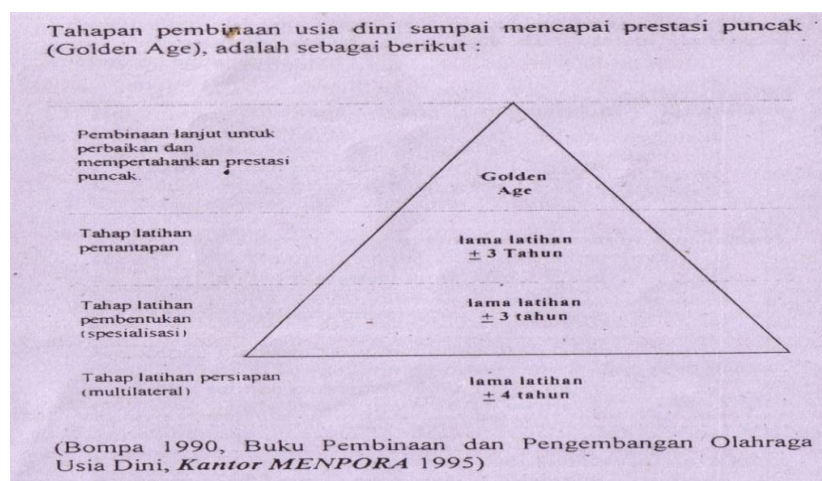 Tahapan pembinaan usia dini sampai mencapai prestasi puncak
(Golden Age), adalah sebagai berikut :
Pembinaan lanjut untuk
perbaikan dan
mempertahankan prestasi
puncak.
Golden
Age
Tahap latihan
pemantapan
lama latihan
± 3 Tahun
Tahap latihan
pembentukan
(spesialisasi)
lama latihan
± 3 tahun
Tahap latihan persiapan
(multilateral)
lama latihan
± 4 tahun
(Bompa 1990, Buku Pembinaan dan Pengembangan Olahraga
Usia Dini, Kantor MENPORA 1995)